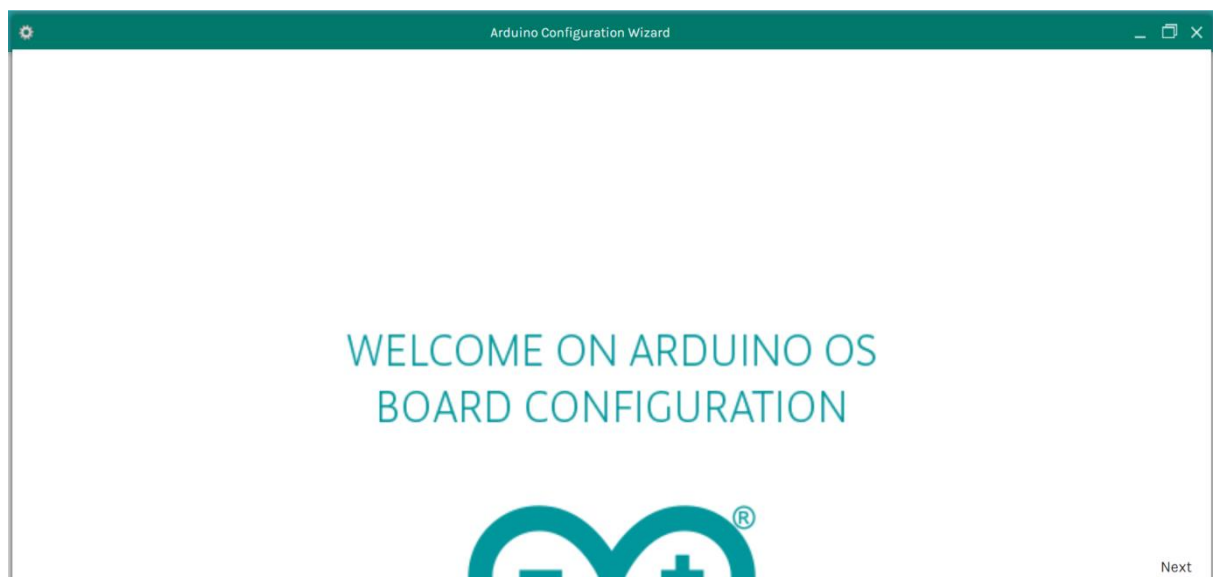 Arduino Configuration Wizard
WELCOME ON ARDUINO OS
BOARD CONFIGURATION
®
Next